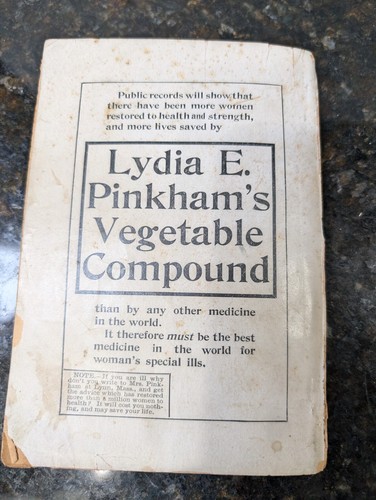 Public records will show that
there have been more women
restored to health and strength,
and more lives saved by
Lydia E.
Pinkham's
Vegetable
Compound
than by any other medicine
in the world.
It therefore must be the best
medicine in the world for
woman's special ills.
NOTE.—If you are ill why
don't you write to Mrs. Pink-
ham at Lynn, Mass., and get
the advice which has restored
more than a million women to
health? It will cost you noth-
ing, and may save your life.